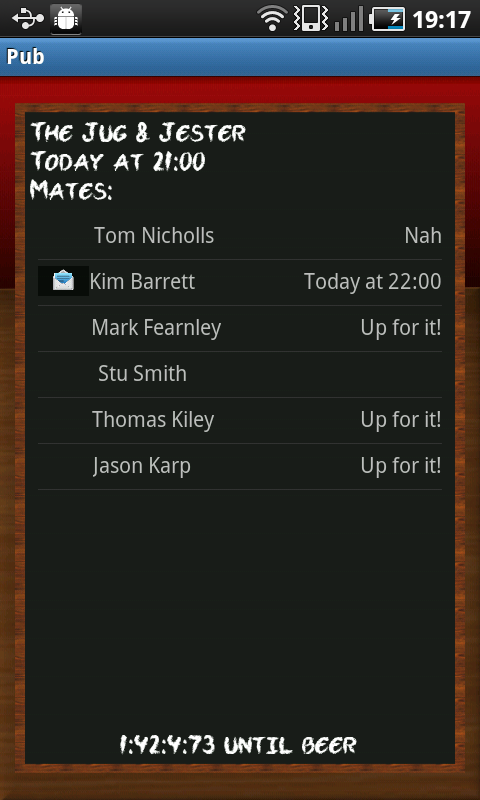 19:17
Pub
The Jug & Jester
Today at 21:00
Mates:
Tom Nicholls Nah
Kim Barrett Today at 22:00
Mark Fearnley Up for it!
Stu Smith
Thomas Kiley Up for it!
Jason Karp Up for it!
1:42:4:73 until beer